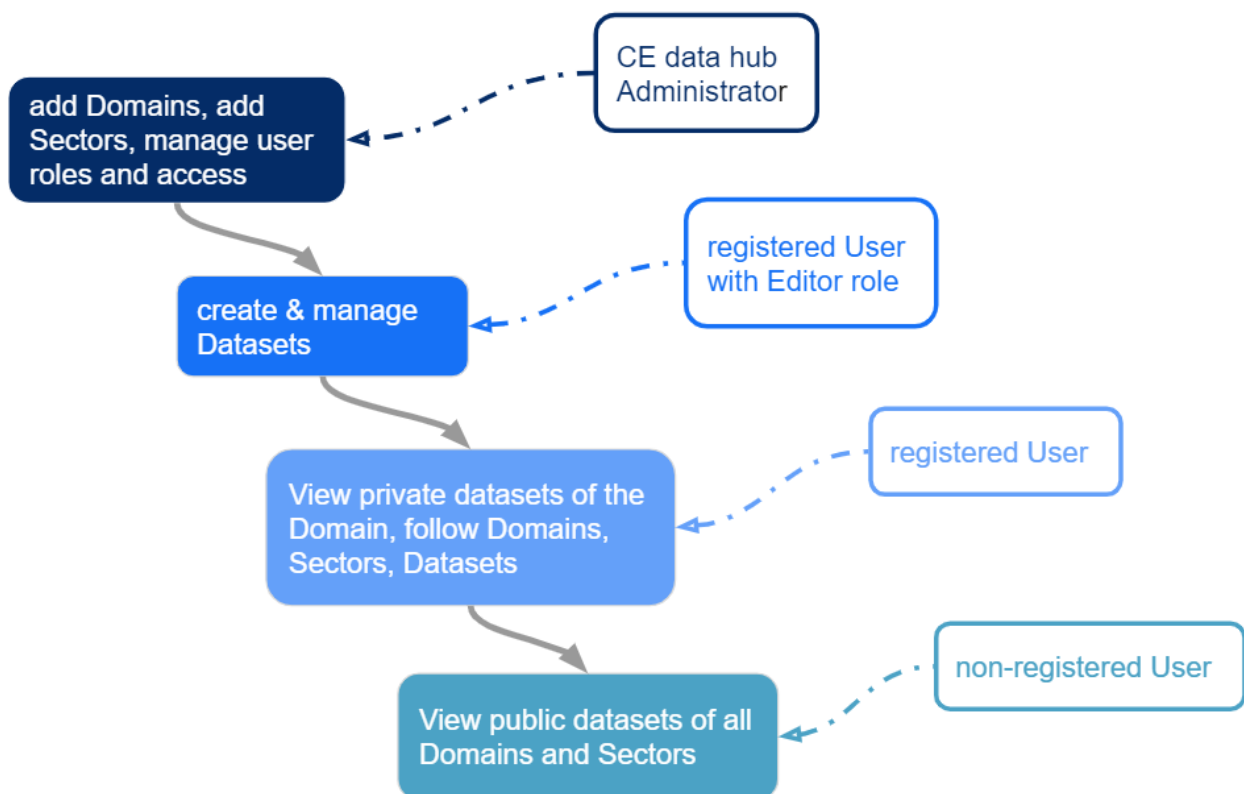 CE data hub
Administrator
add Domains, add
Sectors, manage user
roles and access
registered User
with Editor role
create & manage
Datasets
registered User
View private datasets of the
Domain, follow Domains,
Sectors, Datasets
non-registered User
View public datasets of all
Domains and Sectors